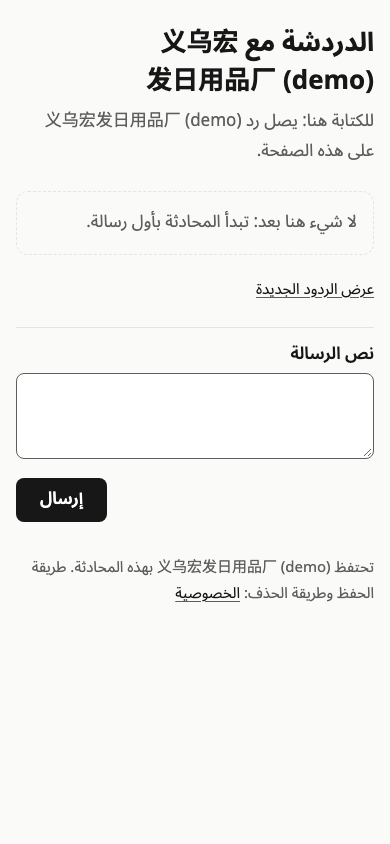 الدردشة مع 义乌宏
发日用品厂 (demo)
للكتابة هنا: يصل رد 义乌宏发日用品厂 (demo)
على هذه الصفحة.
لا شيء هنا بعد: تبدأ المحادثة بأول رسالة.
عرض الردود الجديدة
نص الرسالة
إرسال
تحتفظ 义乌宏发日用品厂 (demo) بهذه المحادثة. طريقة
الحفظ وطريقة الحذف: الخصوصية